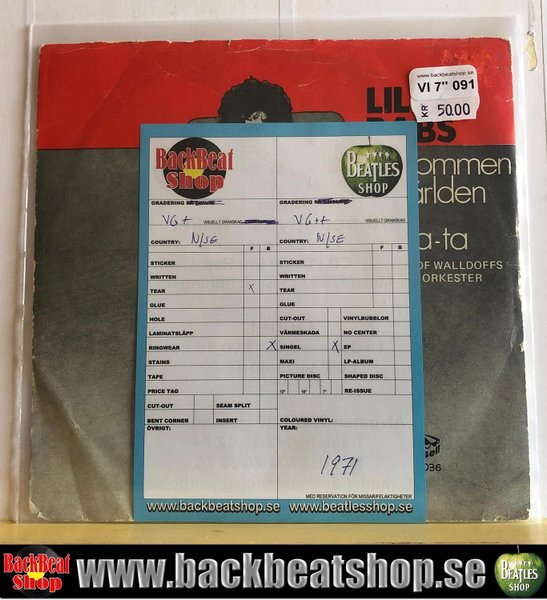 www.backbeatshop.se
VI 7" 091
KR 50.00
LIL
BABS
ommen
rlden
a-ta
OF WALLDOFFS
ORKESTER
sell
036
BackBeat
Shop
BEATLES
SHOP
GRADERING
GRADERING
VG+ VISUELLT GRANSKAD
VG++ VISUELLT GRANSKAD
COUNTRY: N/SE
COUNTRY: N/SE
F B
F B
STICKER
STICKER
WRITTEN
WRITTEN
TEAR x
TEAR
GLUE
GLUE
HOLE
CUT-OUT VINYLBUBBLOR
LAMINATSLÄPP
VÄRMESKADA NO CENTER
RINGWEAR X
SINGEL X EP
STAINS
MAXI LP-ALBUM
TAPE
PICTURE DISC SHAPED DISC
PRICE TAG
12" 10" 7" RE-ISSUE
CUT-OUT SEAM SPLIT
BENT CORNER INSERT
COLOURED VINYL:
ÖVRIGT:
YEAR:
1971
MED RESERVATION FÖR MISSAR/FELAKTIGHETER
www.backbeatshop.se www.beatlesshop.se
BackBeat
Shop
www.backbeatshop.se
BEATLES
SHOP